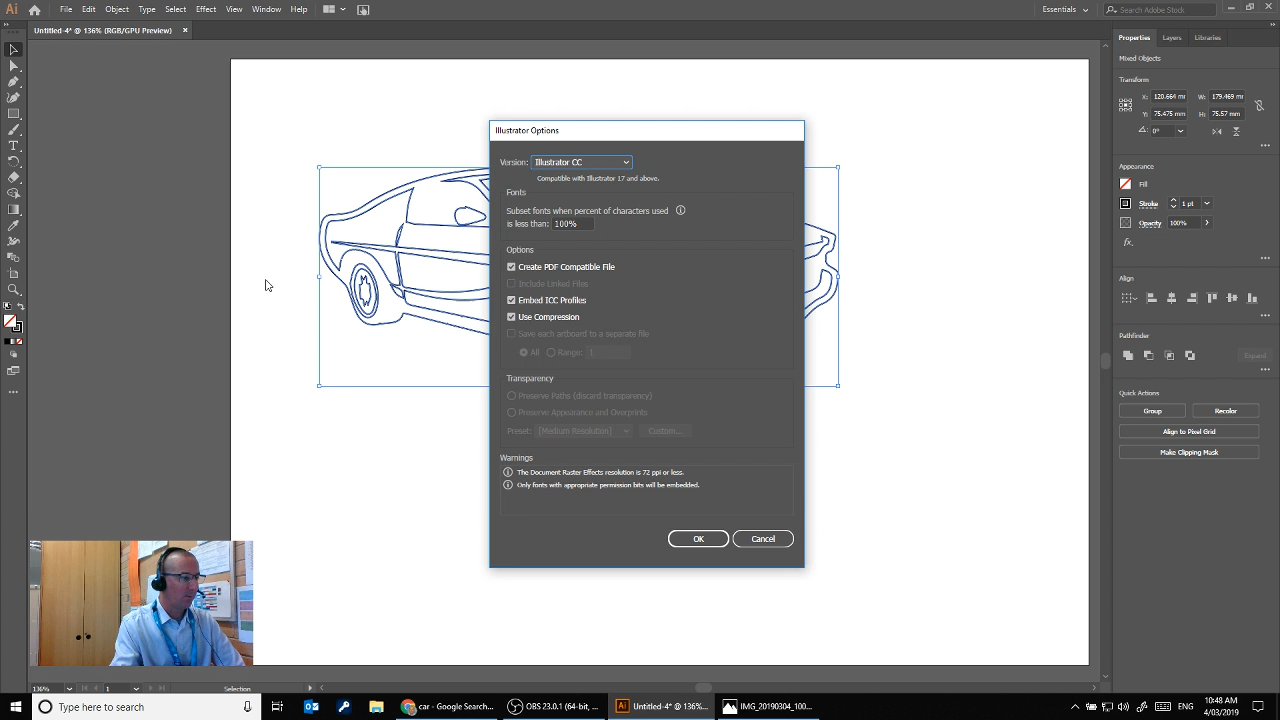 Ai File Edit Object Type Select Effect View Window Help Essentials Search Adobe Stock
Untitled-4* @ 136% (RGB/GPU Preview) ×
Properties Layers Libraries
Mixed Objects
Transform
X: 120.664 mm W: 179.469 mm
Y: 75.475 mm H: 75.57 mm
0°
Appearance
Fill
Stroke 1 pt
Opacity 100%
fx.
Align
Pathfinder
Expand
Quick Actions
Group Recolor
Align to Pixel Grid
Make Clipping Mask
Illustrator Options
Version: Illustrator CC
Compatible with Illustrator 17 and above.
Fonts
Subset fonts when percent of characters used
is less than: 100%
Options
Create PDF Compatible File
Include Linked Files
Embed ICC Profiles
Use Compression
Save each artboard to a separate file
All Range: 1
Transparency
Preserve Paths (discard transparency)
Preserve Appearance and Overprints
Preset: [Medium Resolution] Custom...
Warnings
The Document Raster Effects resolution is 72 ppi or less.
Only fonts with appropriate permission bits will be embedded.
OK Cancel
136% 1 Selection
Type here to search
car - Google Search...
OBS 23.0.1 (64-bit, ...
Ai Untitled-4* @ 136%...
IMG_20190304_100...
ENG
10:48 AM
4/03/2019